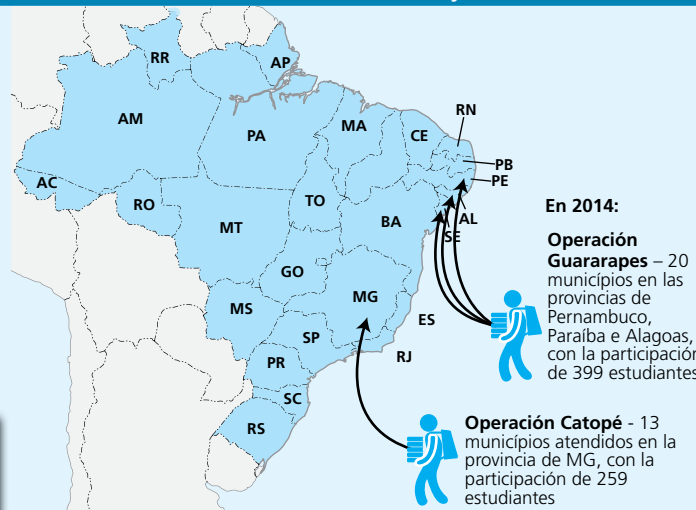 RR
AP
AM
PA
MA
CE
RN
PB
PE
AC
RO
TO
AL
SE
MT
BA
GO
MG
MS
ES
SP
RJ
PR
SC
RS
En 2014:
Operación
Guararapes – 20
municípios en las
provincias de
Pernambuco,
Paraíba e Alagoas,
con la participación
de 399 estudiantes
Operación Catopé - 13
municípios atendidos en la
provincia de MG, con la
participación de 259
estudiantes